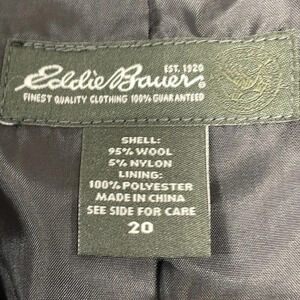 EST. 1920
Eddie Bauer
FINEST QUALITY CLOTHING 100% GUARANTEED
SHELL:
95% WOOL
5% NYLON
LINING:
100% POLYESTER
MADE IN CHINA
SEE SIDE FOR CARE
20